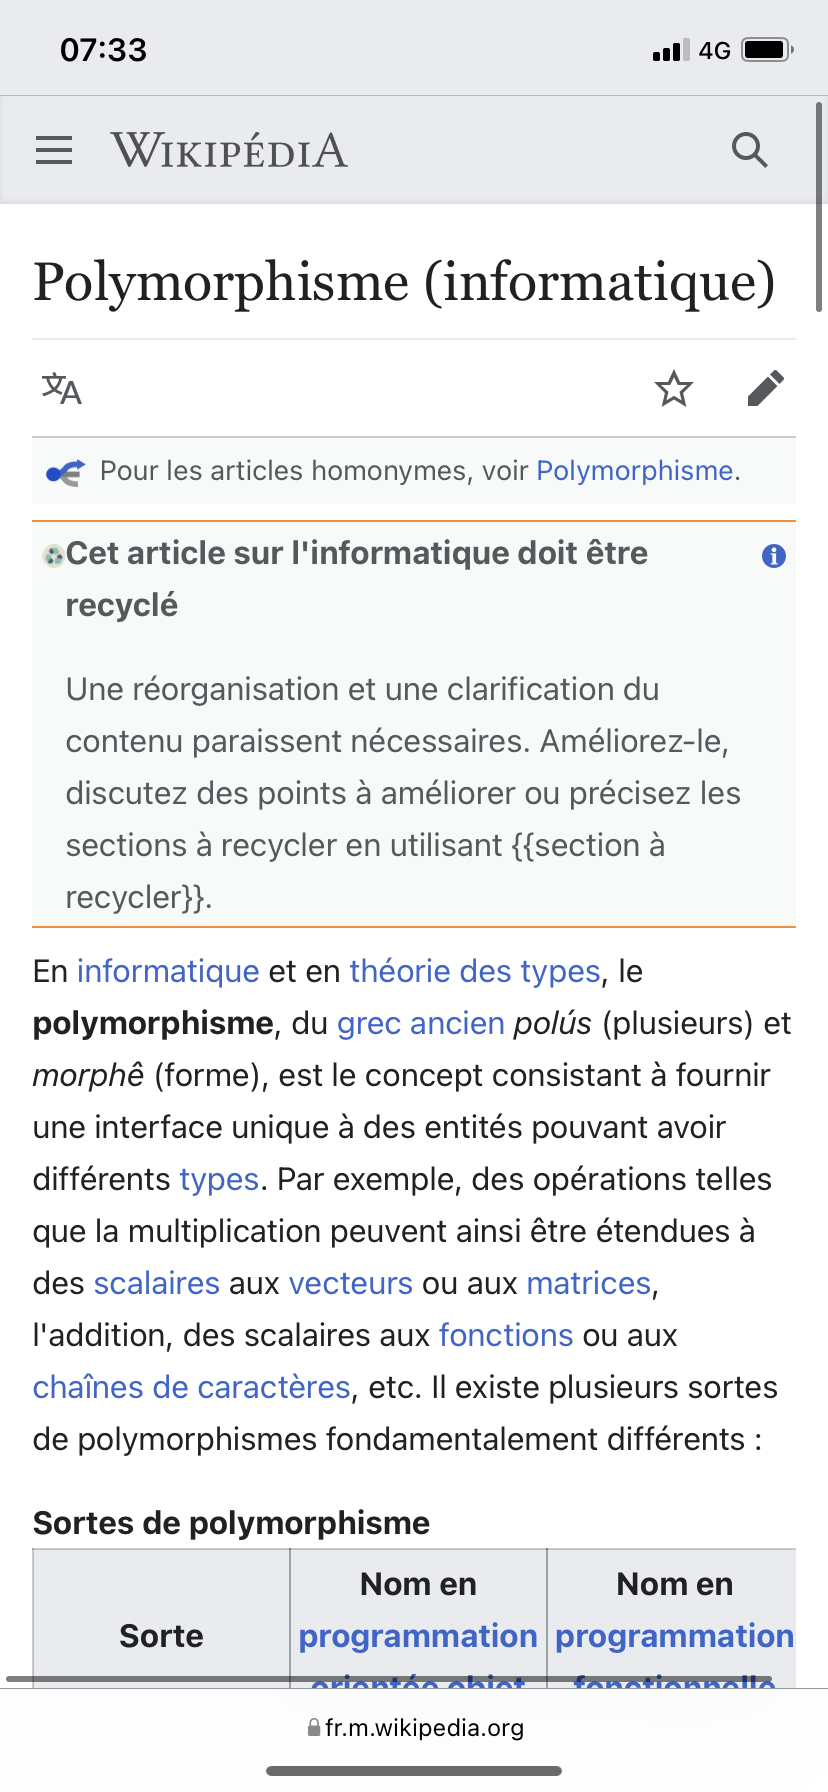 07:33
4G
WIKIPÉDIA
Polymorphisme (informatique)
Pour les articles homonymes, voir Polymorphisme.
Cet article sur l'informatique doit être
recyclé
Une réorganisation et une clarification du
contenu paraissent nécessaires. Améliorez-le,
discutez des points à améliorer ou précisez les
sections à recycler en utilisant {{section à
recycler}}.
En informatique et en théorie des types, le
polymorphisme, du grec ancien polús (plusieurs) et
morphê (forme), est le concept consistant à fournir
une interface unique à des entités pouvant avoir
différents types. Par exemple, des opérations telles
que la multiplication peuvent ainsi être étendues à
des scalaires aux vecteurs ou aux matrices,
l'addition, des scalaires aux fonctions ou aux
chaînes de caractères, etc. Il existe plusieurs sortes
de polymorphismes fondamentalement différents :
Sortes de polymorphisme
Sorte
Nom en
programmation
orientée objet
Nom en
programmation
fonctionnelle
fr.m.wikipedia.org